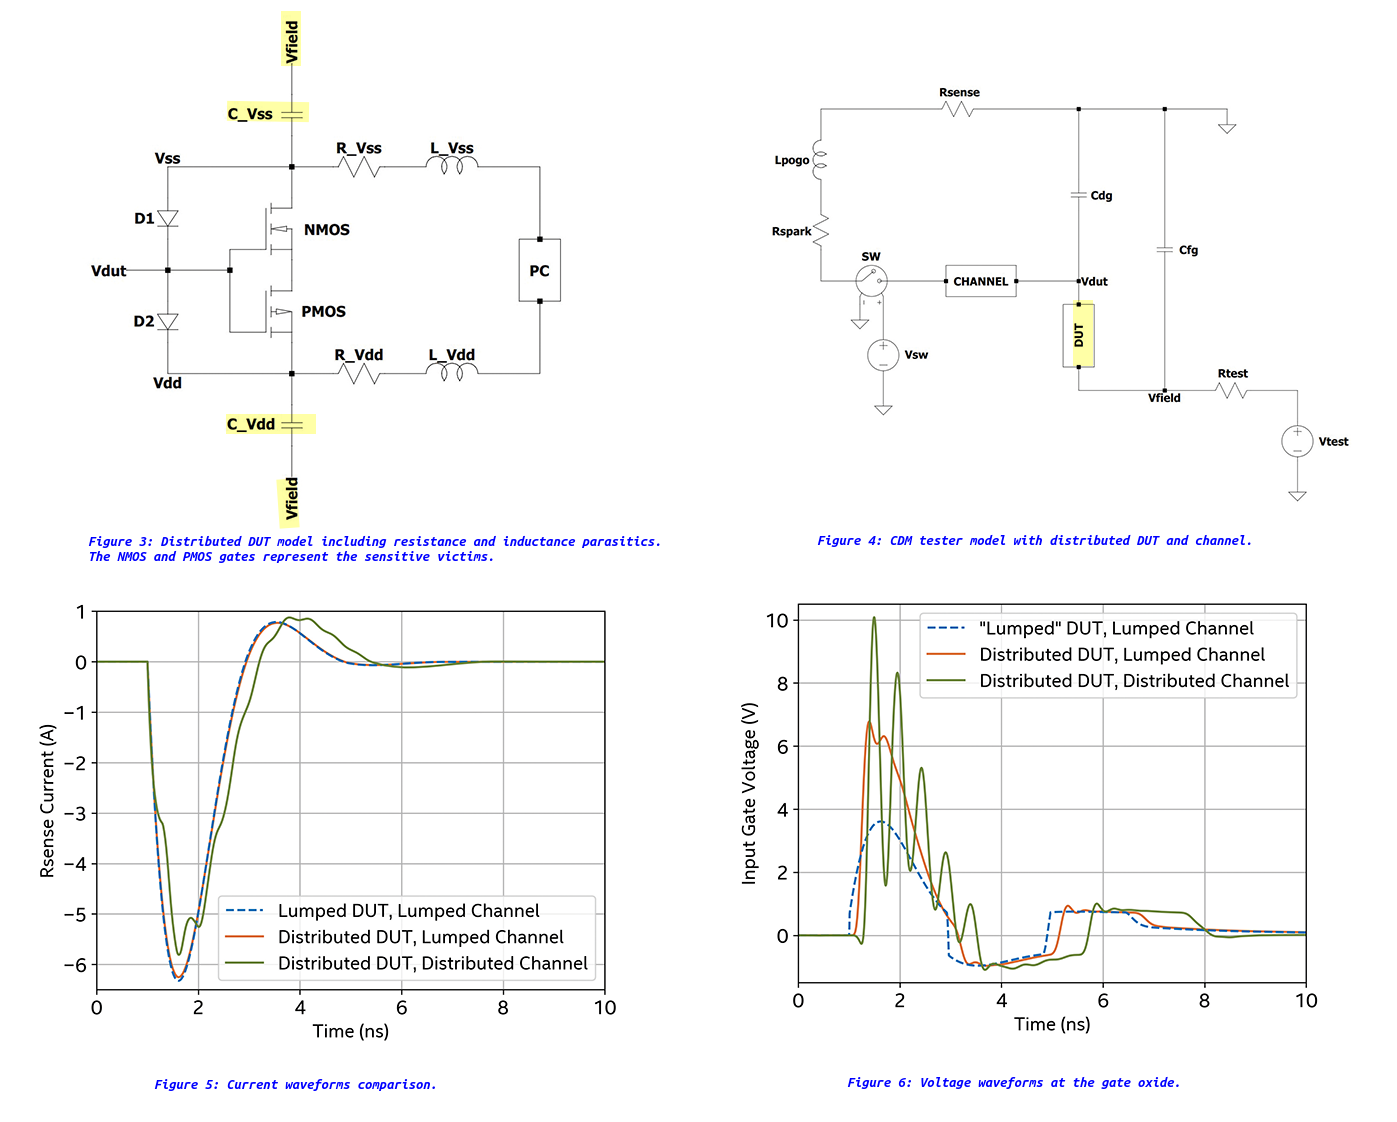 Vfield
C_Vss
Vss
R_Vss
L_Vss
D1
NMOS
Vdut
PC
D2
PMOS
R_Vdd
L_Vdd
Vdd
C_Vdd
Vfield
Figure 3: Distributed DUT model including resistance and inductance parasitics.
The NMOS and PMOS gates represent the sensitive victims.
Rsense
Lpogo
Cdg
Rspark
Cfg
SW
CHANNEL
Vdut
- +
DUT
+
Vsw
−
Rtest
Vfield
+
Vtest
−
Figure 4: CDM tester model with distributed DUT and channel.
1
0
−1
−2
−3
−4
−5
−6
Rsense Current (A)
Lumped DUT, Lumped Channel
Distributed DUT, Lumped Channel
Distributed DUT, Distributed Channel
0 2 4 6 8 10
Time (ns)
Figure 5: Current waveforms comparison.
10
8
6
4
2
0
Input Gate Voltage (V)
"Lumped" DUT, Lumped Channel
Distributed DUT, Lumped Channel
Distributed DUT, Distributed Channel
0 2 4 6 8 10
Time (ns)
Figure 6: Voltage waveforms at the gate oxide.